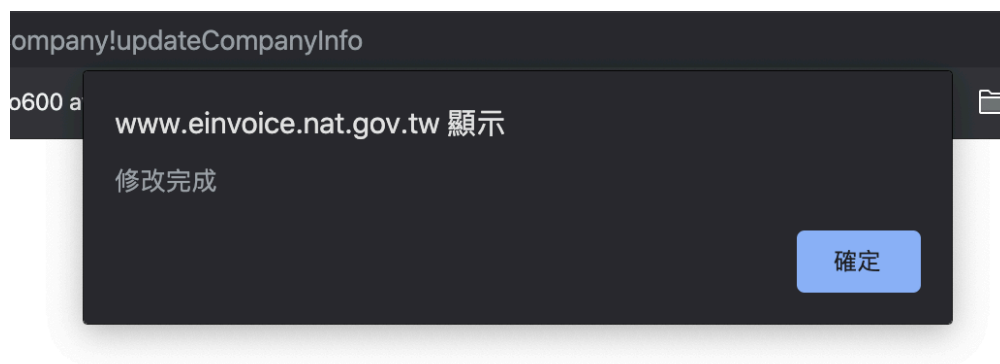 ompany!updateCompanyInfo
o600 a
www.einvoice.nat.gov.tw 顯示
修改完成
確定